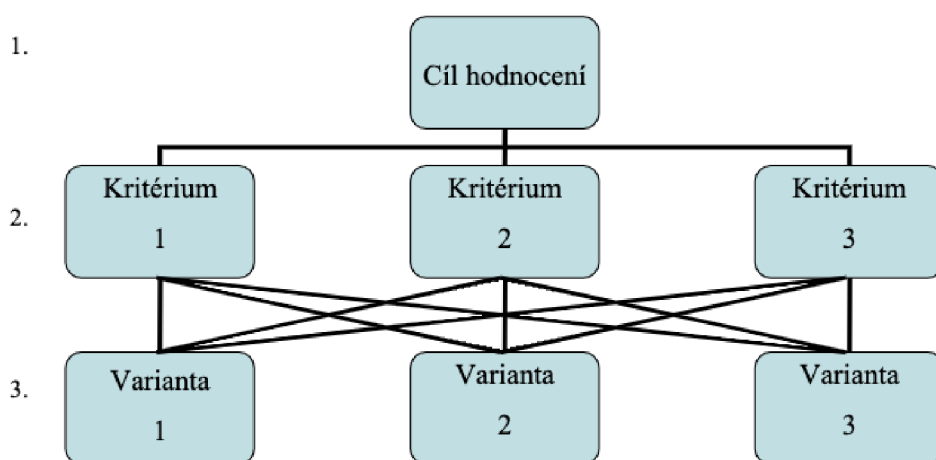 1.
Cíl hodnocení
2.
Kritérium
1
Kritérium
2
Kritérium
3
3.
Varianta
1
Varianta
2
Varianta
3